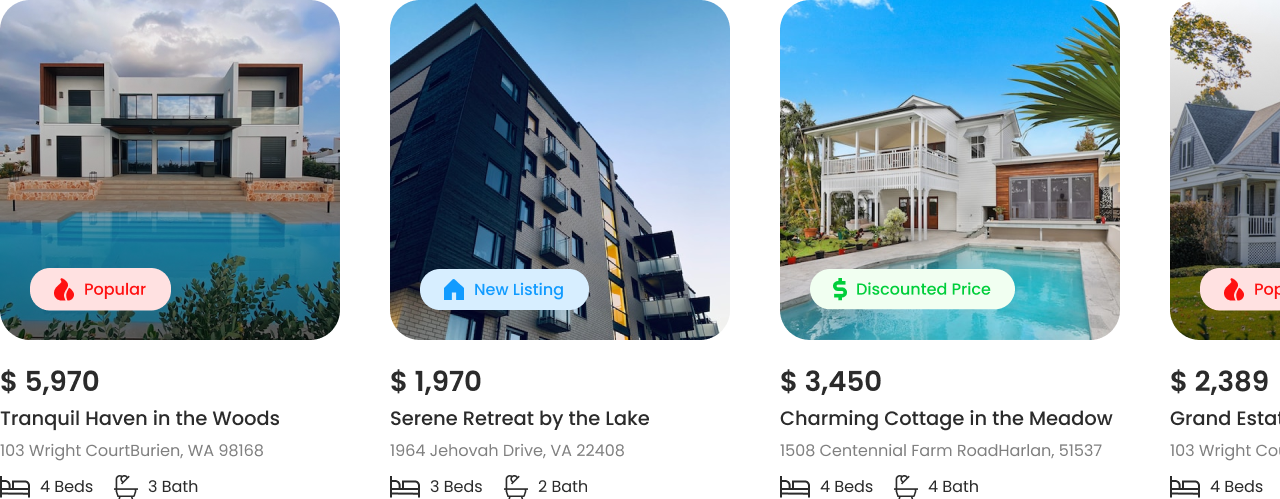 Popular
New Listing
Discounted Price
$ 5,970
Tranquil Haven in the Woods
103 Wright CourtBurien, WA 98168
4 Beds
3 Bath
$ 1,970
Serene Retreat by the Lake
1964 Jehovah Drive, VA 22408
3 Beds
2 Bath
$ 3,450
Charming Cottage in the Meadow
1508 Centennial Farm RoadHarlan, 51537
4 Beds
4 Bath
$ 2,389
Grand
103 Wright
4 Beds